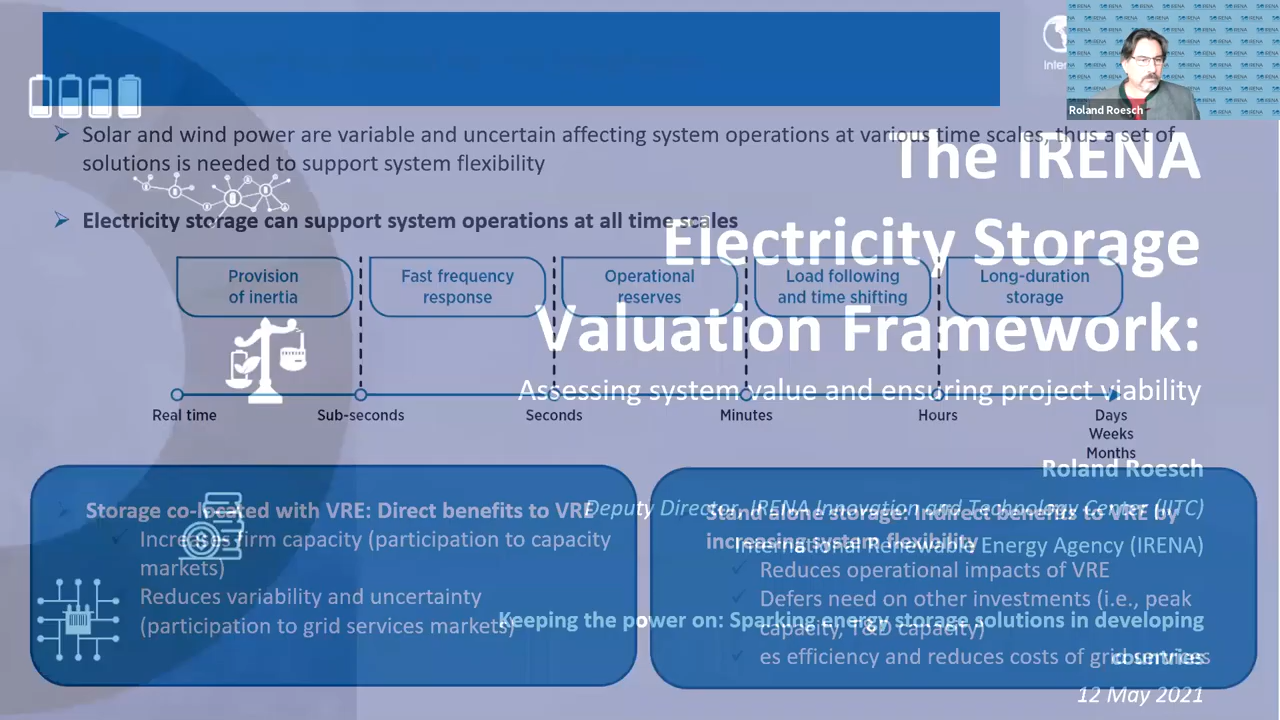 Roland Roesch
Solar and wind power are variable and uncertain affecting system operations at various time scales, thus a set of
solutions is needed to support system flexibility
Electricity storage can support system operations at all time scales
Provision
of inertia
Fast frequency
response
Operational
reserves
Load following
and time shifting
Long-duration
storage
Real time
Sub-seconds
Seconds
Minutes
Hours
Days
Weeks
Months
Storage co-located with VRE: Direct benefits to VRE
Increases firm capacity (participation to capacity
markets)
Reduces variability and uncertainty
(participation to grid services markets)
Stand alone storage: Indirect benefits to VRE by
increasing system flexibility
Reduces operational impacts of VRE
Defers need on other investments (i.e., peak
capacity, T&D capacity)
es efficiency and reduces costs of grid services
The IRENA
Electricity Storage
Valuation Framework:
Assessing system value and ensuring project viability
Roland Roesch
Deputy Director, IRENA Innovation and Technology Center (IITC)
International Renewable Energy Agency (IRENA)
Keeping the power on: Sparking energy storage solutions in developing
countries
12 May 2021